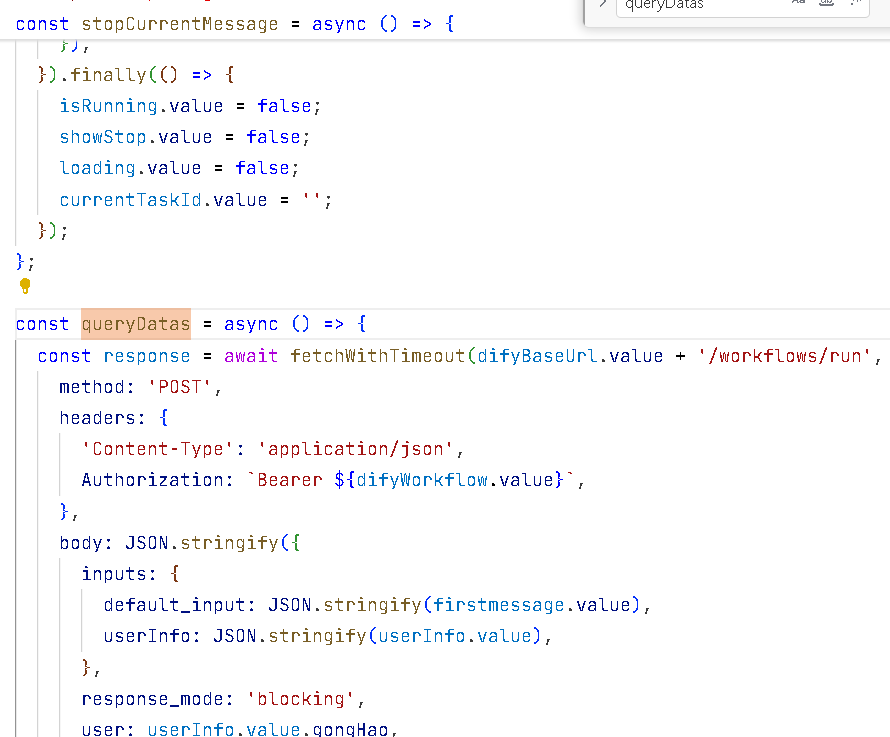 const stopCurrentMessage = async () => {
queryDatas
}),
}).finally(() => {
isRunning.value = false;
showStop.value = false;
loading.value = false;
currentTaskId.value = '';
});
};
const queryDatas = async () => {
const response = await fetchWithTimeout(difyBaseUrl.value + '/workflows/run',
method: 'POST',
headers: {
'Content-Type': 'application/json',
Authorization: `Bearer ${difyWorkflow.value}`,
},
body: JSON.stringify({
inputs: {
default_input: JSON.stringify(firstmessage.value),
userInfo: JSON.stringify(userInfo.value),
},
response_mode: 'blocking',
user: userInfo.value.gongHao,